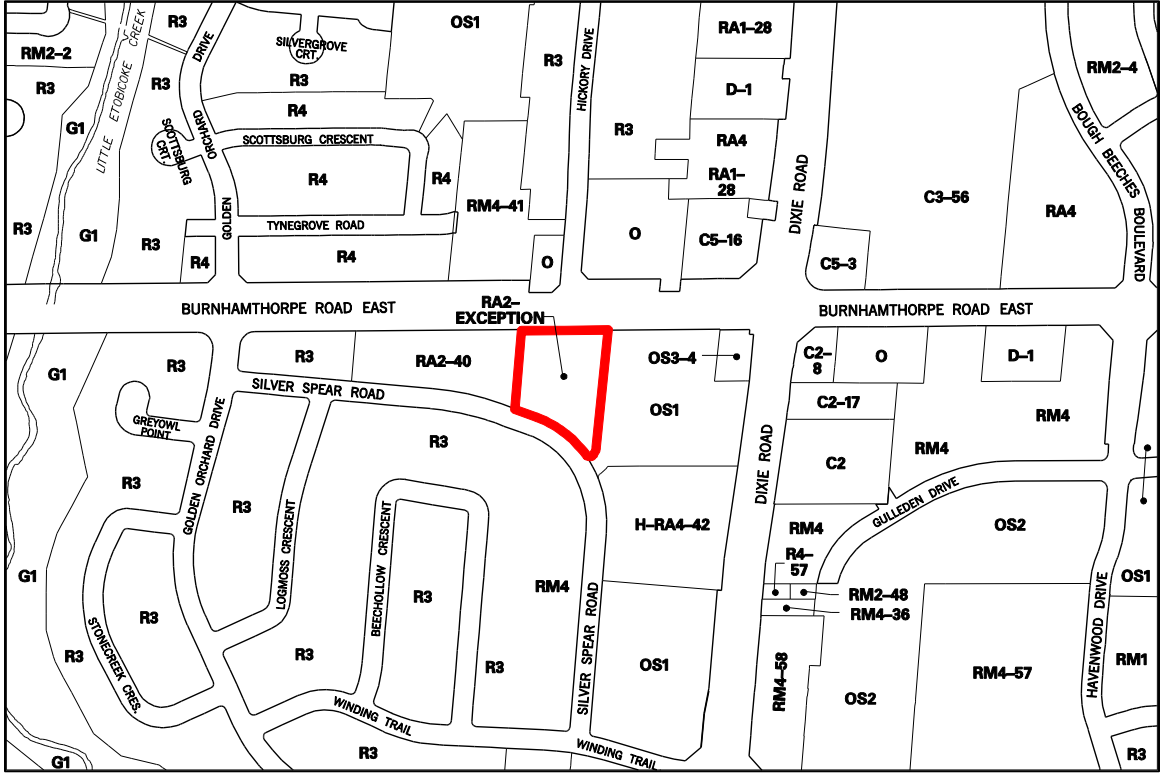 R3
OS1
RA1–28
RM2–2
DRIVE
SILVERGROVE
CRT.
LITTLE ETOBICOKE CREEK
HICKORY DRIVE
R3
RM2–4
R3
R3
R3
D–1
R4
G1
ORCHARD
SCOTTSBURG
CRT.
SCOTTSBURG CRESCENT
R3
RA4
BOUGH BEECHES BOULEVARD
R4
R4
RA1–
28
DIXIE ROAD
C3–56
RA4
RM4–41
GOLDEN
TYNEGROVE ROAD
R3
G1
R3
O
C5–16
R4
R4
O
C5–3
BURNHAMTHORPE ROAD EAST
RA2–
EXCEPTION
BURNHAMTHORPE ROAD EAST
G1
R3
R3
RA2–40
OS3–4
C2–
8
O
D–1
SILVER SPEAR ROAD
GREYOWL
POINT
GOLDEN ORCHARD DRIVE
OS1
C2–17
RM4
R3
RM4
DIXIE ROAD
C2
R3
R3
LOGMOSS CRESCENT
BEECHOLLOW CRESCENT
H–RA4–42
GULLEDEN DRIVE
RM4
OS2
R4–
57
G1
RM4
OS1
R3
R3
RM2–48
RM4–36
STONECREEK CRES.
SILVER SPEAR ROAD
HAVENWOOD DRIVE
R3
R3
R3
OS1
RM4–58
OS2
RM4–57
RM1
WINDING TRAIL
WINDING TRAIL
R3
G1
R3